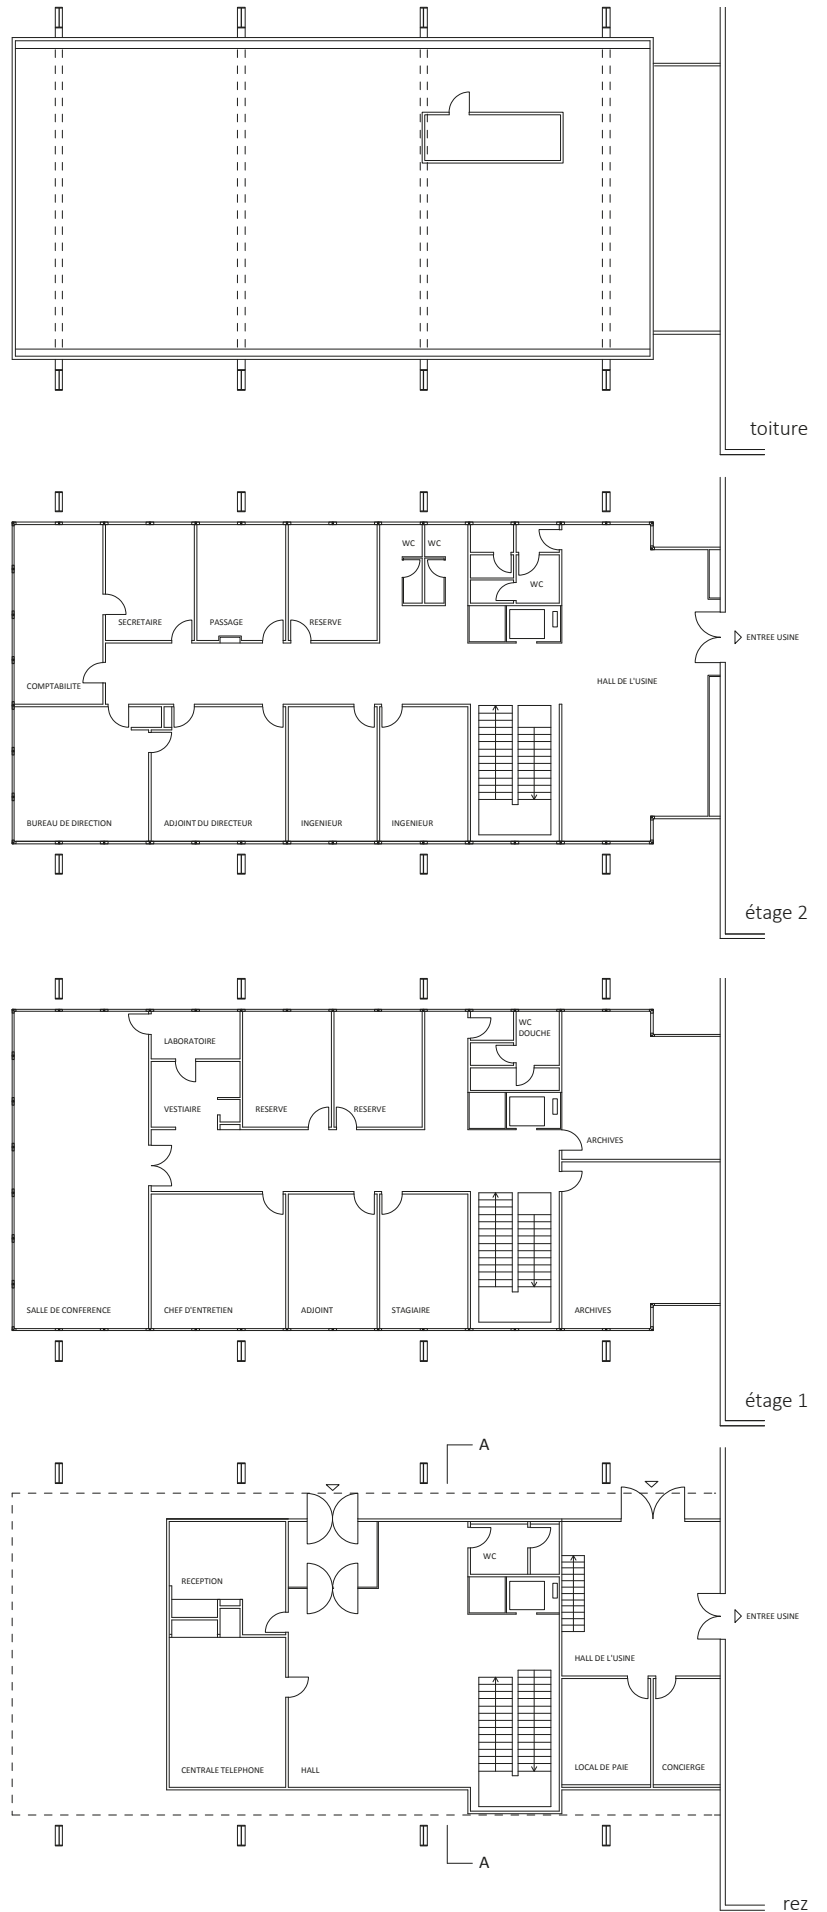 toiture
WC WC
WC
SECRETAIRE PASSAGE RESERVE
ENTREE USINE
COMPTABILITE
HALL DE L'USINE
BUREAU DE DIRECTION ADJOINT DU DIRECTEUR INGENIEUR INGENIEUR
étage 2
WC
DOUCHE
LABORATOIRE
VESTIAIRE RESERVE RESERVE
ARCHIVES
SALLE DE CONFERENCE CHEF D'ENTRETIEN ADJOINT STAGIAIRE ARCHIVES
étage 1
A
WC
RECEPTION
ENTREE USINE
HALL DE L'USINE
CENTRALE TELEPHONE HALL LOCAL DE PAIE CONCIERGE
A
rez